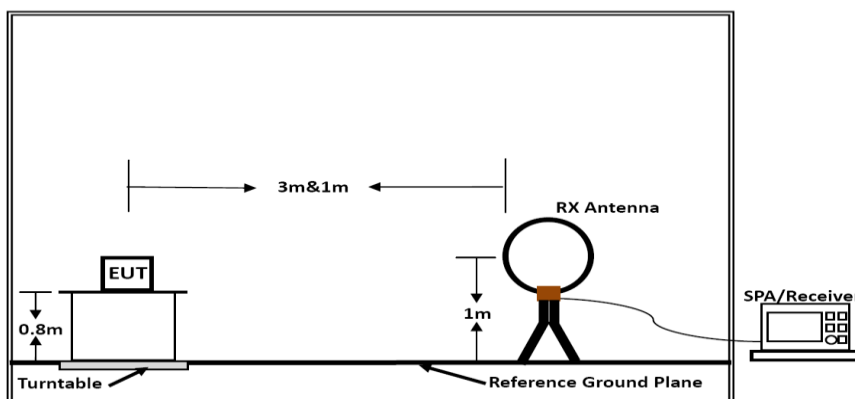 3m&1m
RX Antenna
EUT
SPA/Receiver
0.8m
1m
Turntable
Reference Ground Plane